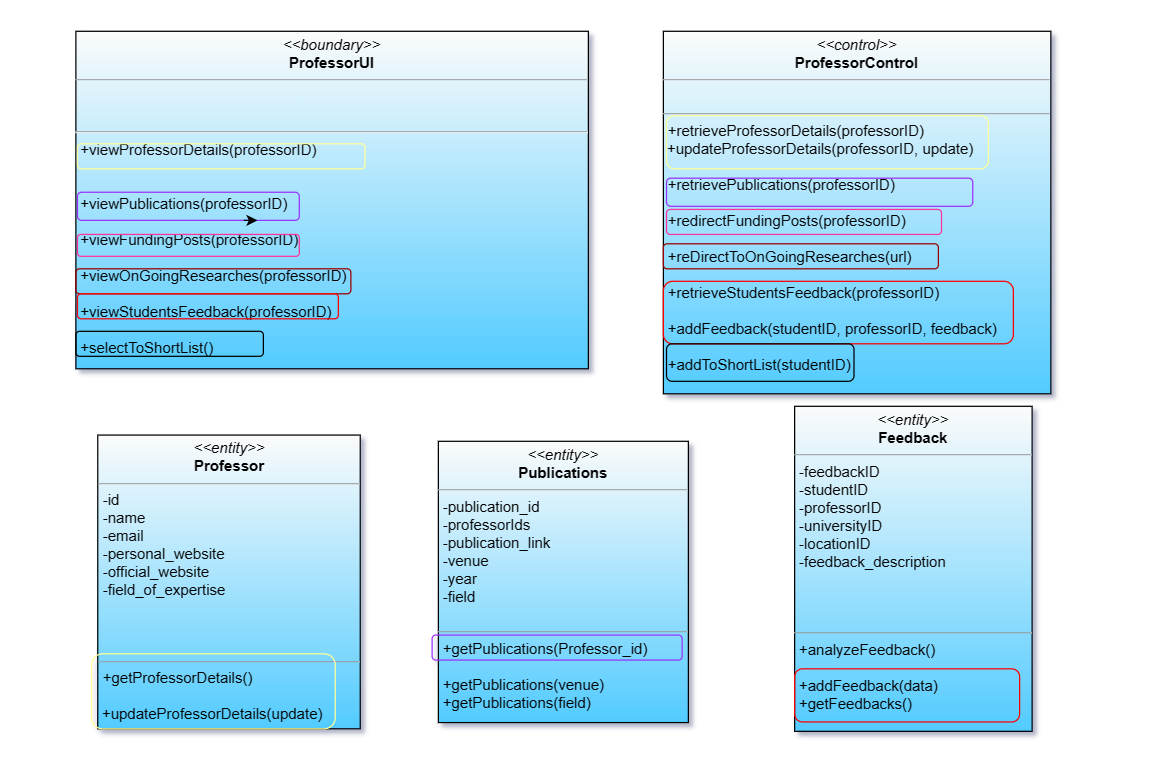 <<boundary>>
ProfessorUI
+viewProfessorDetails(professorID)
+viewPublications(professorID)
+viewFundingPosts(professorID)
+viewOnGoingResearches(professorID)
+viewStudentsFeedback(professorID)
+selectToShortList()
<<control>>
ProfessorControl
+retrieveProfessorDetails(professorID)
+updateProfessorDetails(professorID, update)
+retrievePublications(professorID)
+redirectFundingPosts(professorID)
+reDirectToOnGoingResearches(url)
+retrieveStudentsFeedback(professorID)
+addFeedback(studentID, professorID, feedback)
+addToShortList(studentID)
<<entity>>
Professor
-id
-name
-email
-personal_website
-official_website
-field_of_expertise
+getProfessorDetails()
+updateProfessorDetails(update)
<<entity>>
Publications
-publication_id
-professorIds
-publication_link
-venue
-year
-field
+getPublications(Professor_id)
+getPublications(venue)
+getPublications(field)
<<entity>>
Feedback
-feedbackID
-studentID
-professorID
-universityID
-locationID
-feedback_description
+analyzeFeedback()
+addFeedback(data)
+getFeedbacks()